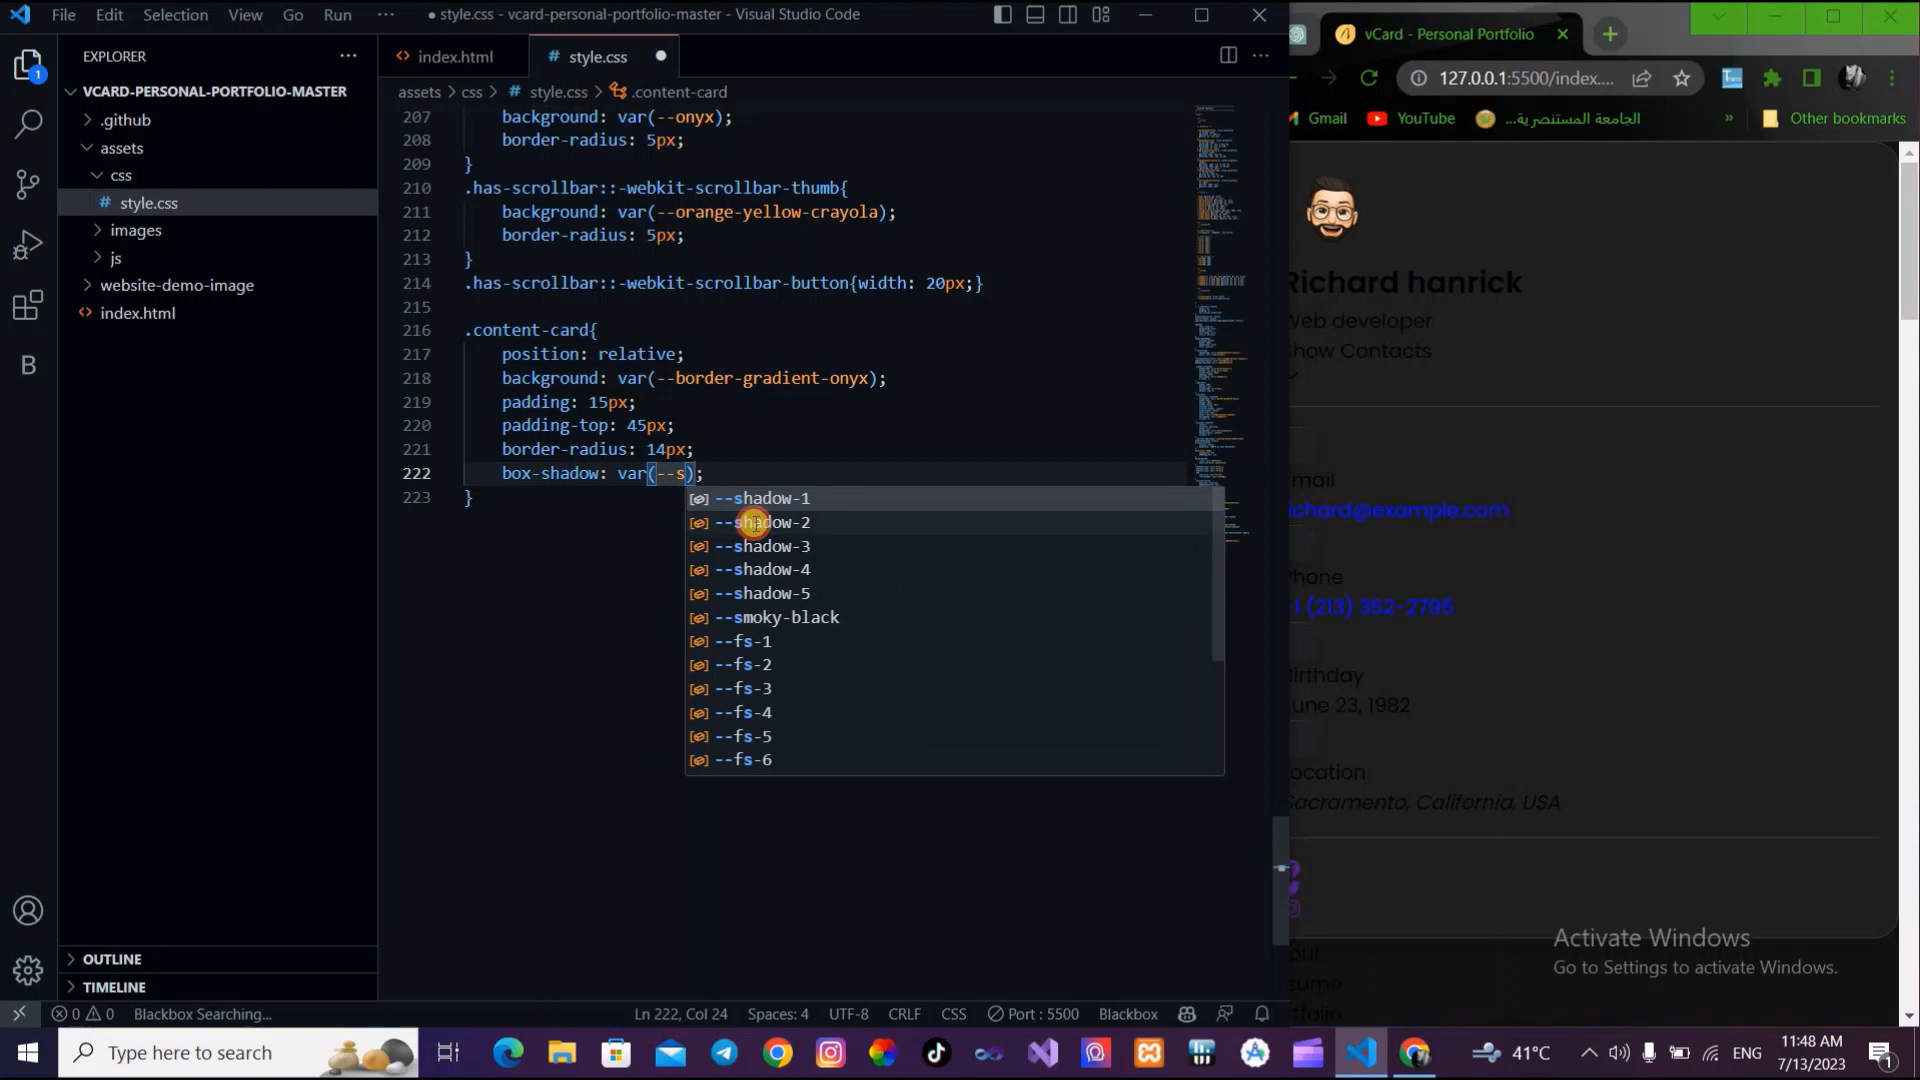 File Edit Selection View Go Run ··· ● style.css - vcard-personal-portfolio-master - Visual Studio Code
EXPLORER ···
VCARD-PERSONAL-PORTFOLIO-MASTER
.github
assets
css
# style.css
images
js
website-demo-image
index.html
OUTLINE
TIMELINE
index.html
# style.css
assets > css > # style.css > .content-card
207 background: var(--onyx);
208 border-radius: 5px;
209 }
210 .has-scrollbar::-webkit-scrollbar-thumb{
211 background: var(--orange-yellow-crayola);
212 border-radius: 5px;
213 }
214 .has-scrollbar::-webkit-scrollbar-button{width: 20px;}
215
216 .content-card{
217 position: relative;
218 background: var(--border-gradient-onyx);
219 padding: 15px;
220 padding-top: 45px;
221 border-radius: 14px;
222 box-shadow: var(--s);
223 }
--shadow-1
--shadow-2
--shadow-3
--shadow-4
--shadow-5
--smoky-black
--fs-1
--fs-2
--fs-3
--fs-4
--fs-5
--fs-6
0 0 Blackbox Searching... Ln 222, Col 24 Spaces: 4 UTF-8 CRLF CSS Port : 5500 Blackbox
vCard - Personal Portfolio
127.0.0.1:5500/index....
Gmail YouTube الجامعة المستنصرية... » Other bookmarks
Richard hanrick
Web developer
Show Contacts
mail
ichard@example.com
Phone
1 (213) 352-2795
Birthday
une 23, 1982
ocation
Sacramento, California, USA
Activate Windows
Go to Settings to activate Windows.
Type here to search
41°C
ENG
11:48 AM
7/13/2023
1